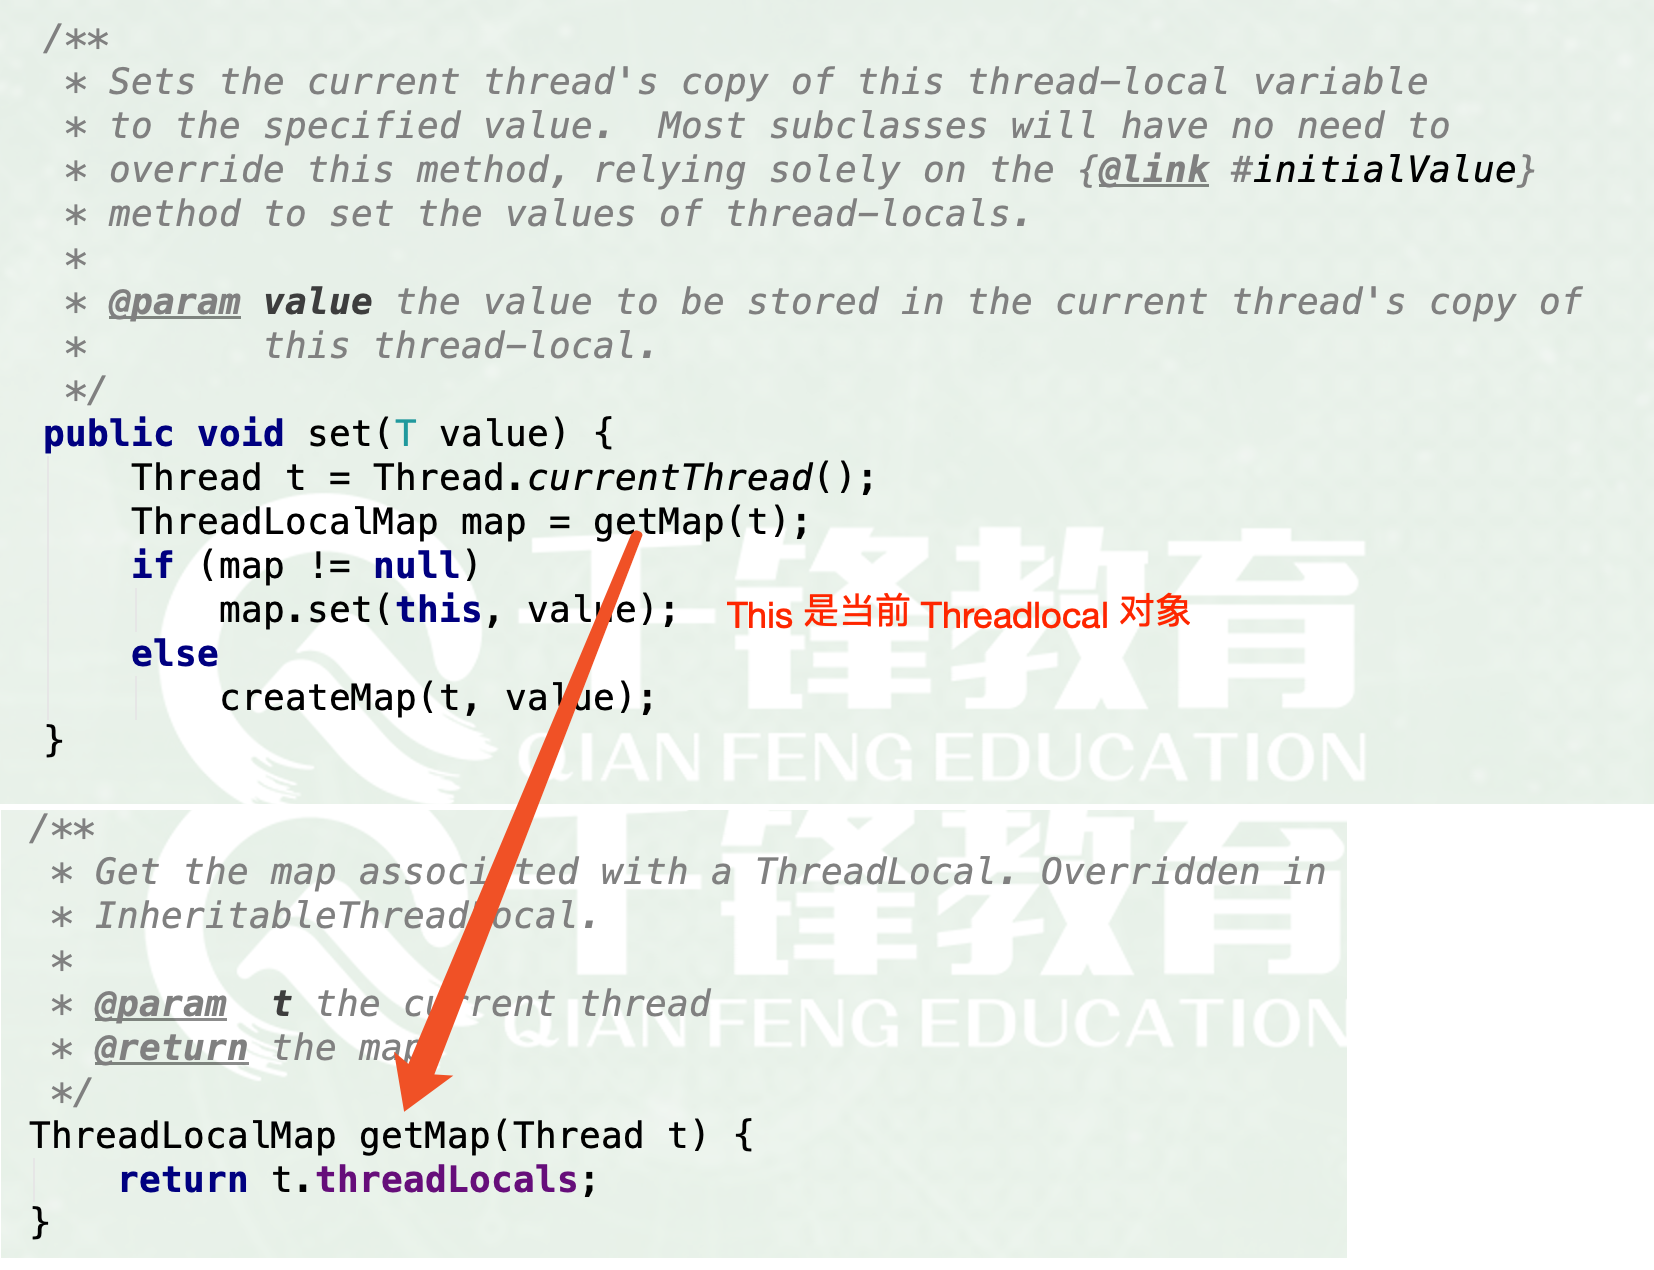 /**
 * Sets the current thread's copy of this thread-local variable
 * to the specified value.  Most subclasses will have no need to
 * override this method, relying solely on the {@link #initialValue}
 * method to set the values of thread-locals.
 *
 * @param value the value to be stored in the current thread's copy of
 *        this thread-local.
 */
public void set(T value) {
    Thread t = Thread.currentThread();
    ThreadLocalMap map = getMap(t);
    if (map != null)
        map.set(this, value);  This 是当前 Threadlocal 对象
    else
        createMap(t, value);
}
千锋教育
QIAN FENG EDUCATION
/**
 * Get the map associated with a ThreadLocal. Overridden in
 * InheritableThreadLocal.
 *
 * @param  t the current thread
 * @return the map
 */
ThreadLocalMap getMap(Thread t) {
    return t.threadLocals;
}
千锋教育
QIAN FENG EDUCATION